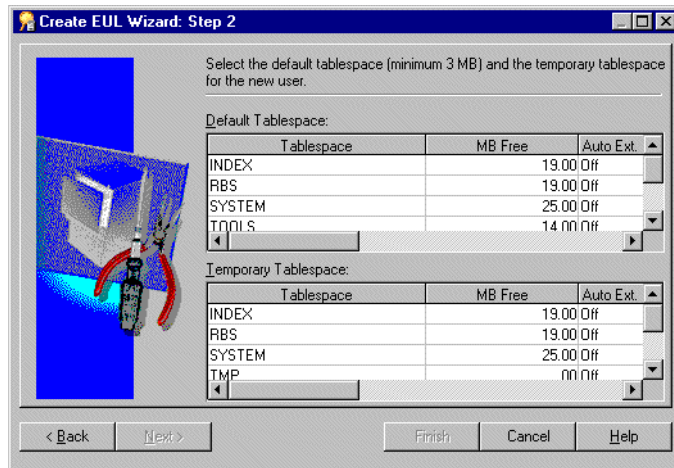 Create EUL Wizard: Step 2
Select the default tablespace (minimum 3 MB) and the temporary tablespace
for the new user.
Default Tablespace:
Tablespace MB Free Auto Ext.
INDEX 19.00 Off
RBS 19.00 Off
SYSTEM 25.00 Off
TOOLS 14.00 Off
Temporary Tablespace:
Tablespace MB Free Auto Ext.
INDEX 19.00 Off
RBS 19.00 Off
SYSTEM 25.00 Off
TMP .00 Off
< Back Next > Finish Cancel Help